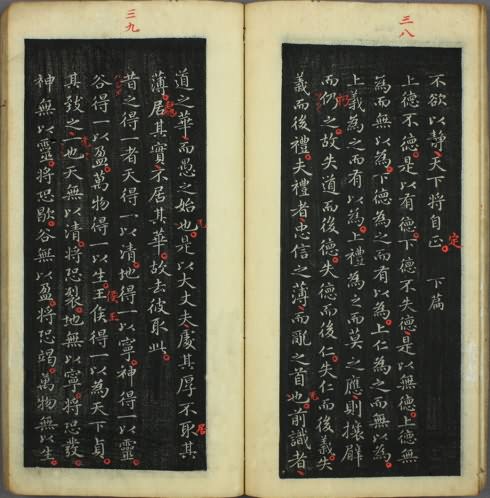 三八
不欲以靜天下將自正 下篇
定
上德不德是以有德下德不失德是以無德上德無
為而無以為下德為之而有以為上仁為之而無以為
上義為之而有以為上禮為之而莫之應則攘臂
而仍之故失道而後德失德而後仁失仁而後義失
義而後禮夫禮者忠信之薄而亂之首也前識者
三九
道之華而愚之始也是以大丈夫處其厚不取其
居
薄居其實不居其華故去彼取此
昔之得一者天得一以清地得一以寧神得一以靈
谷得一以盈萬物得一以生王侯得一以為天下貞
侯王
其致之一也天無以清將恐裂地無以寧將恐發
神無以靈將恐歇谷無以盈將恐竭萬物無以生